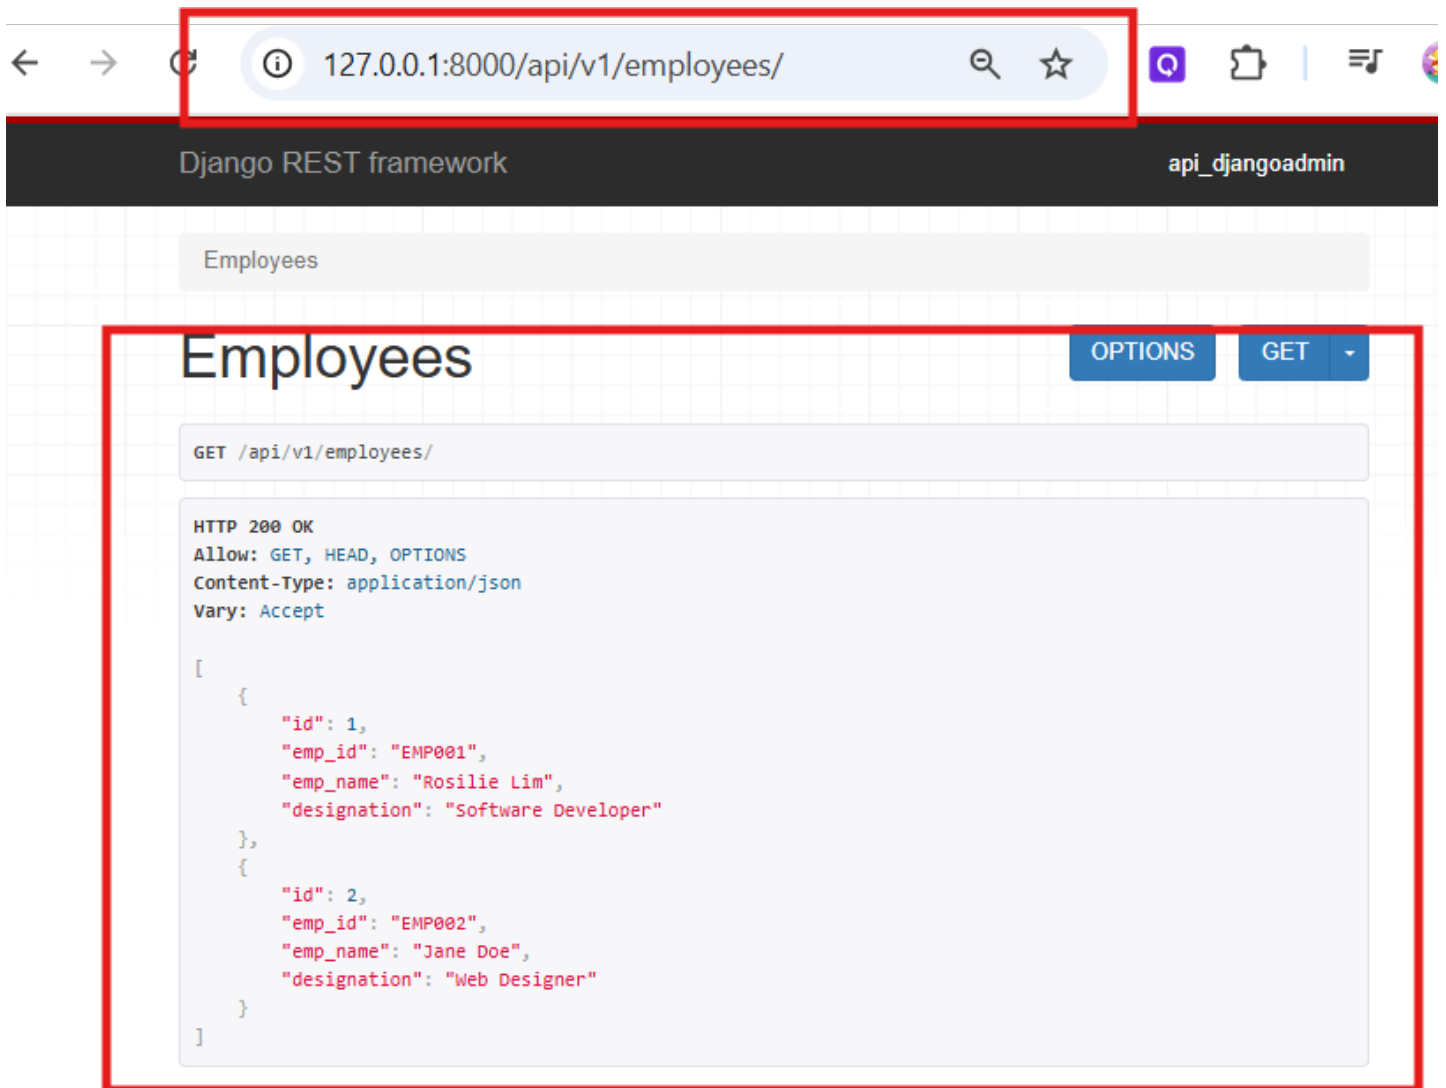 127.0.0.1:8000/api/v1/employees/
Django REST framework
api_djangoadmin
Employees
Employees
OPTIONS
GET
GET /api/v1/employees/
HTTP 200 OK
Allow: GET, HEAD, OPTIONS
Content-Type: application/json
Vary: Accept
[
    {
        "id": 1,
        "emp_id": "EMP001",
        "emp_name": "Rosilie Lim",
        "designation": "Software Developer"
    },
    {
        "id": 2,
        "emp_id": "EMP002",
        "emp_name": "Jane Doe",
        "designation": "Web Designer"
    }
]